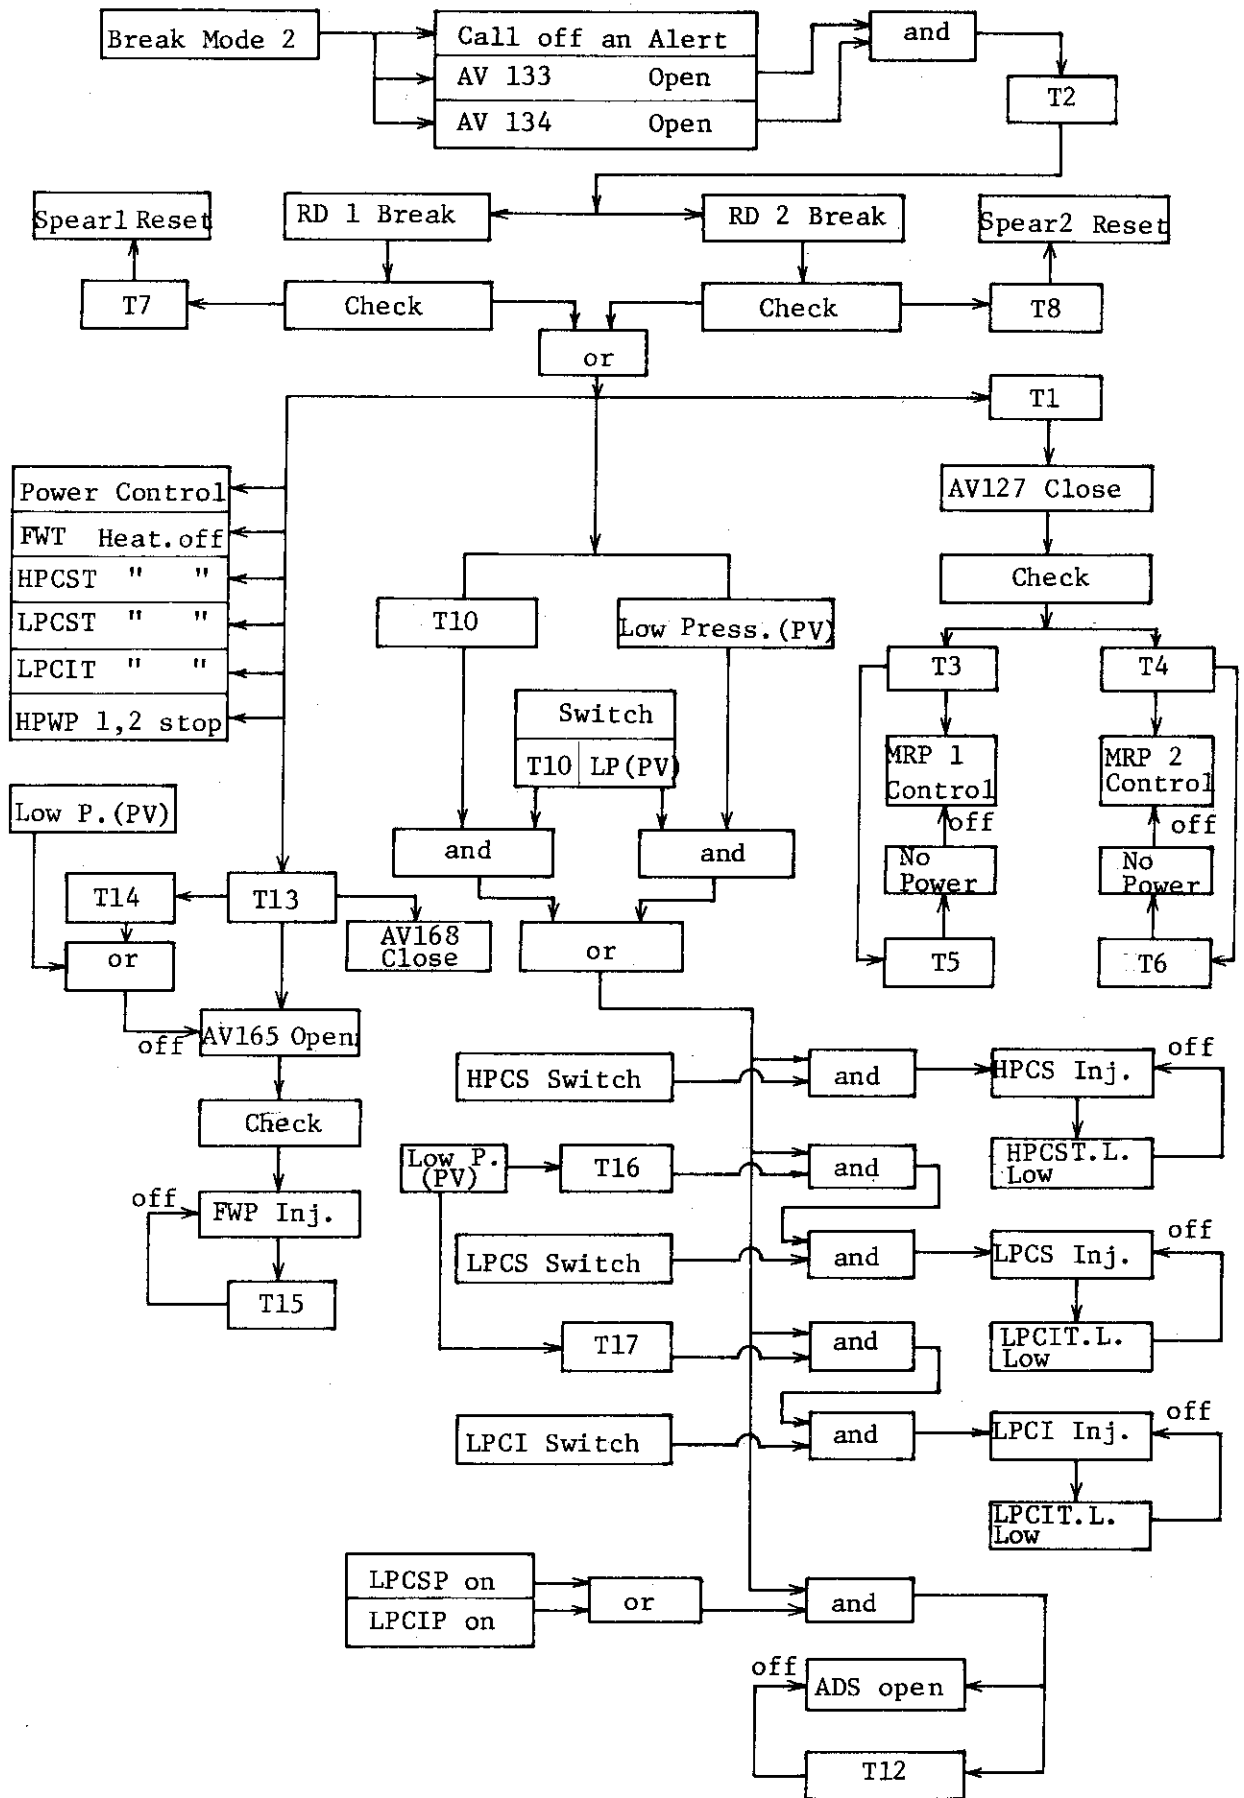 Break Mode 2
Call off an Alert
and
AV 133 Open
AV 134 Open
T2
Spear1 Reset
RD 1 Break
RD 2 Break
Spear2 Reset
T7
Check
Check
T8
or
T1
Power Control
FWT Heat.off
HPCST " "
LPCST " "
LPCIT " "
HPWP 1,2 stop
AV127 Close
Check
T10
Low Press.(PV)
T3
T4
Switch
T10 LP(PV)
MRP 1
Control
MRP 2
Control
off
off
Low P.(PV)
and
and
No
Power
No
Power
T14
T13
AV168
Close
or
or
T5
T6
off
AV165 Open
HPCS Switch
and
HPCS Inj.
off
Check
Low P.
(PV)
T16
and
HPCST.L.
Low
off
FWP Inj.
LPCS Switch
and
LPCS Inj.
off
T15
T17
and
LPCIT.L.
Low
LPCI Switch
and
LPCI Inj.
off
LPCIT.L.
Low
LPCSP on
LPCIP on
or
and
off
ADS open
T12